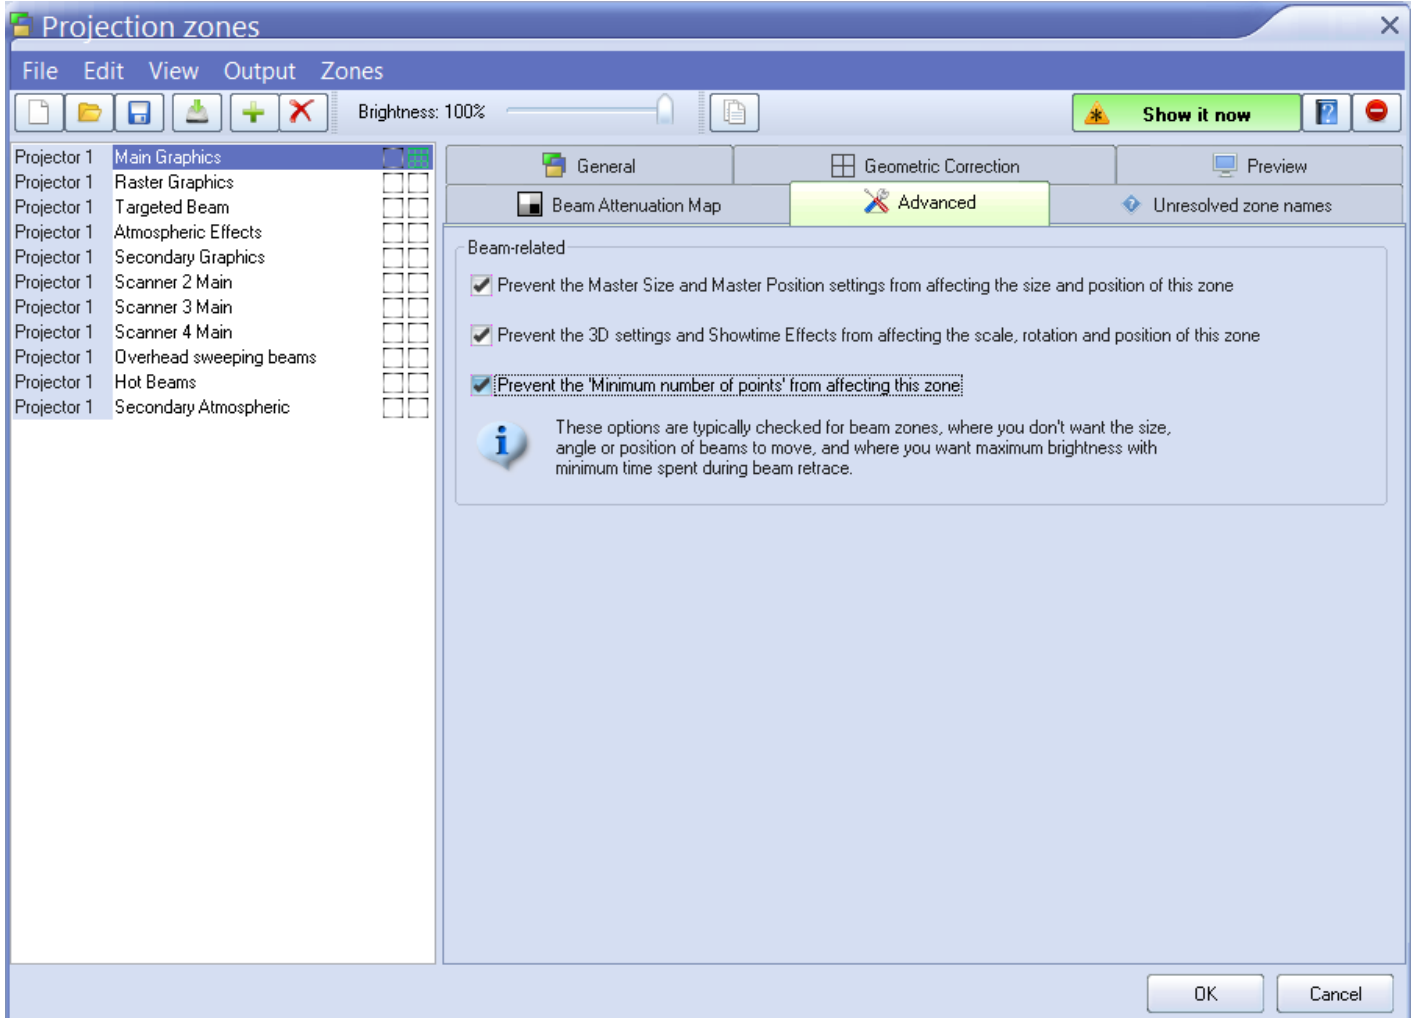 Projection zones
File Edit View Output Zones
Brightness: 100%
Show it now
Projector 1 Main Graphics
Projector 1 Raster Graphics
Projector 1 Targeted Beam
Projector 1 Atmospheric Effects
Projector 1 Secondary Graphics
Projector 1 Scanner 2 Main
Projector 1 Scanner 3 Main
Projector 1 Scanner 4 Main
Projector 1 Overhead sweeping beams
Projector 1 Hot Beams
Projector 1 Secondary Atmospheric
General Geometric Correction Preview
Beam Attenuation Map Advanced Unresolved zone names
Beam-related
Prevent the Master Size and Master Position settings from affecting the size and position of this zone
Prevent the 3D settings and Showtime Effects from affecting the scale, rotation and position of this zone
Prevent the 'Minimum number of points' from affecting this zone
These options are typically checked for beam zones, where you don't want the size,
angle or position of beams to move, and where you want maximum brightness with
minimum time spent during beam retrace.
OK Cancel